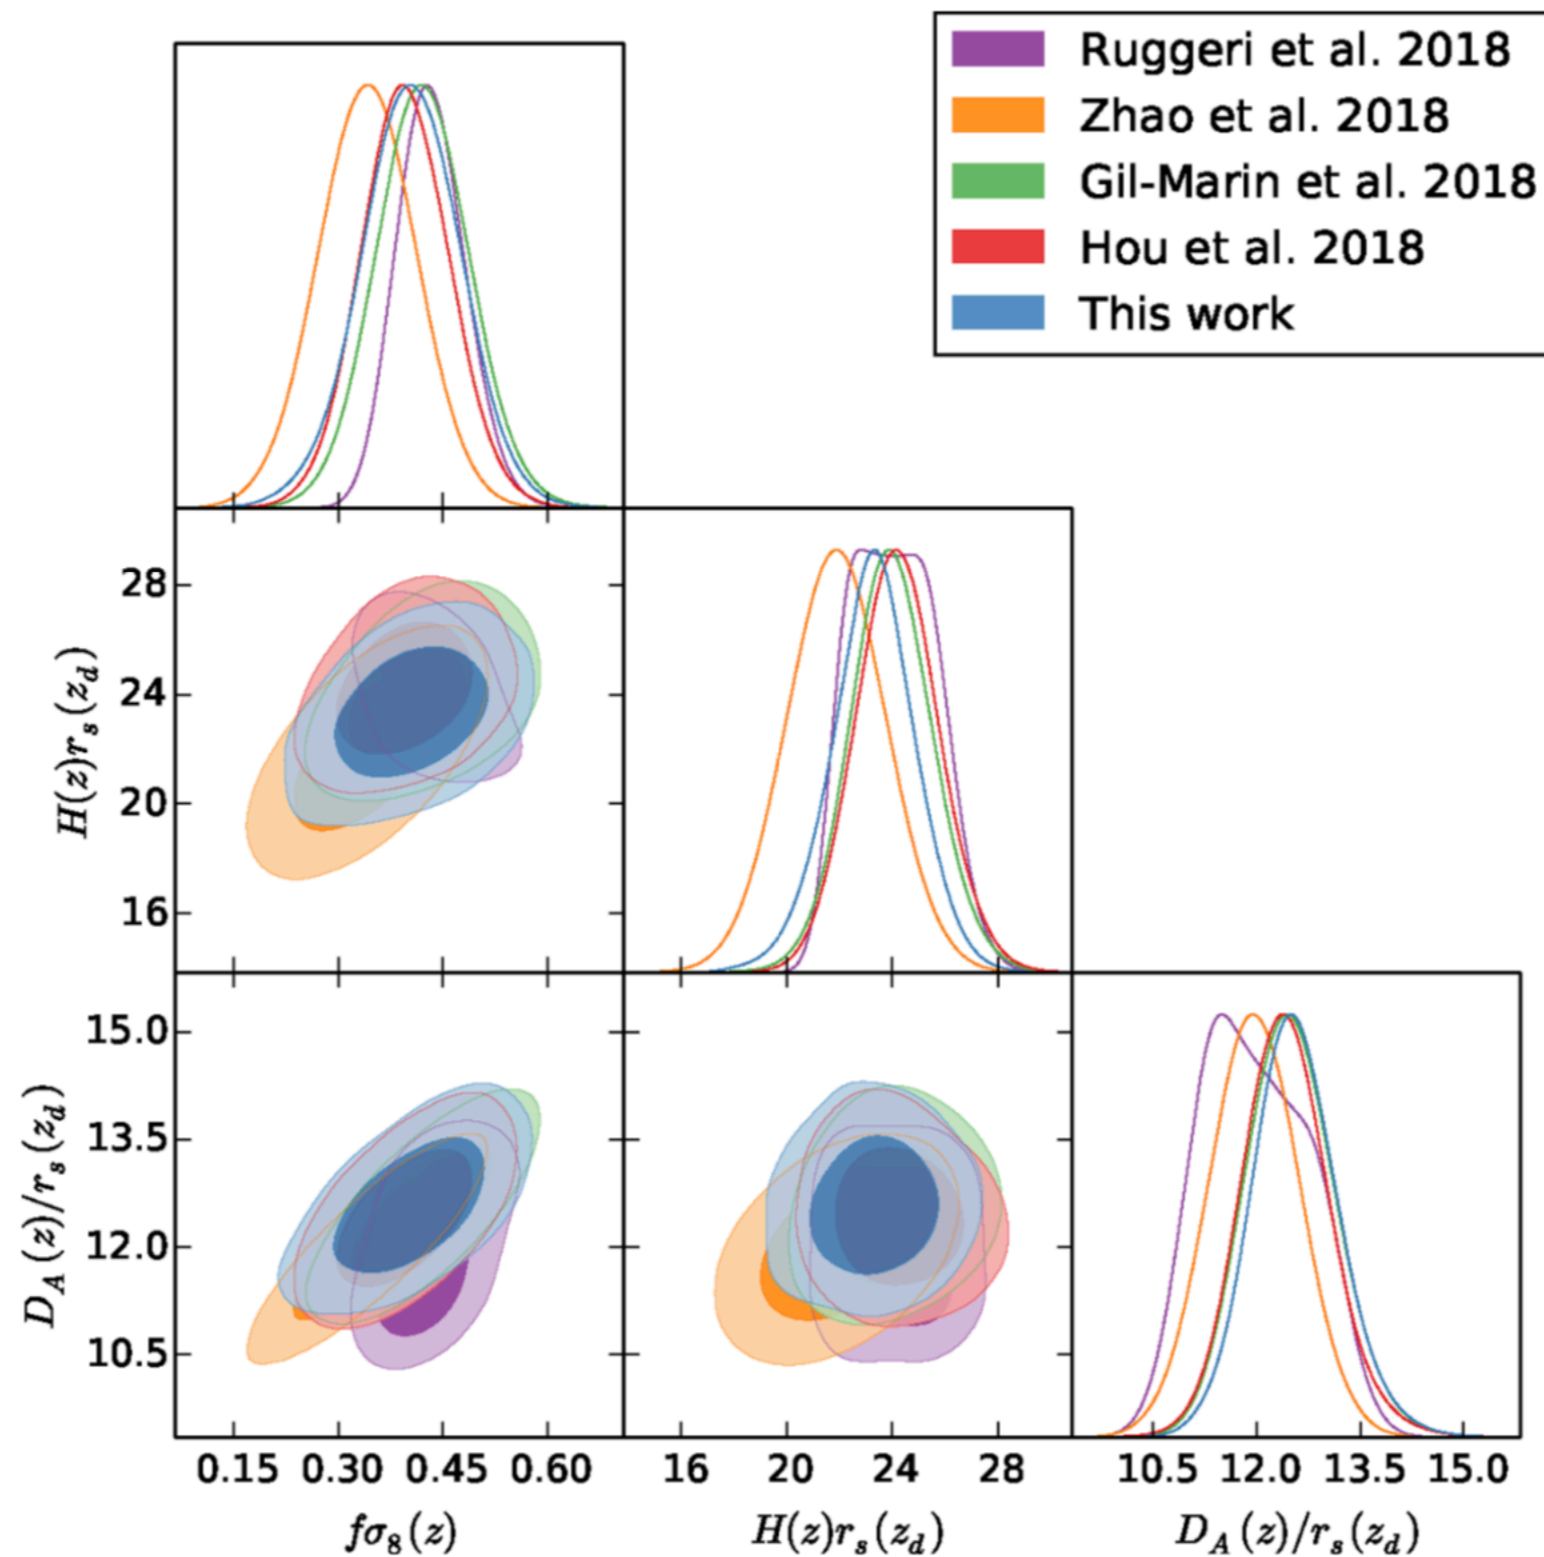 Ruggeri et al. 2018
Zhao et al. 2018
Gil-Marin et al. 2018
Hou et al. 2018
This work
28
24
20
16
H(z)r_s(z_d)
15.0
13.5
12.0
10.5
D_A(z)/r_s(z_d)
0.15 0.30 0.45 0.60 16 20 24 28 10.5 12.0 13.5 15.0
fσ_8(z) H(z)r_s(z_d) D_A(z)/r_s(z_d)